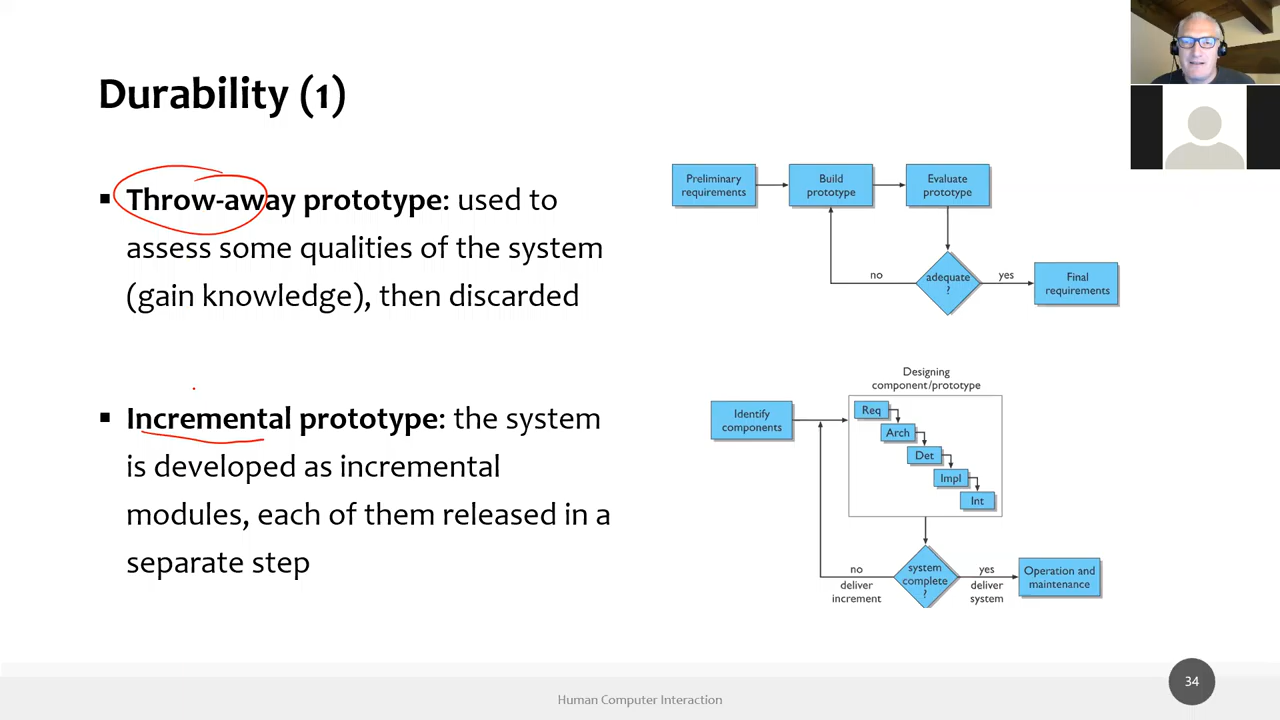 Durability (1)
▪ Throw-away prototype: used to
assess some qualities of the system
(gain knowledge), then discarded
▪ Incremental prototype: the system
is developed as incremental
modules, each of them released in a
separate step
Preliminary
requirements
Build
prototype
Evaluate
prototype
adequate
?
no
yes
Final
requirements
Designing
component/prototype
Identify
components
Req
Arch
Det
Impl
Int
system
complete
?
no
deliver
increment
yes
deliver
system
Operation and
maintenance
Human Computer Interaction
34